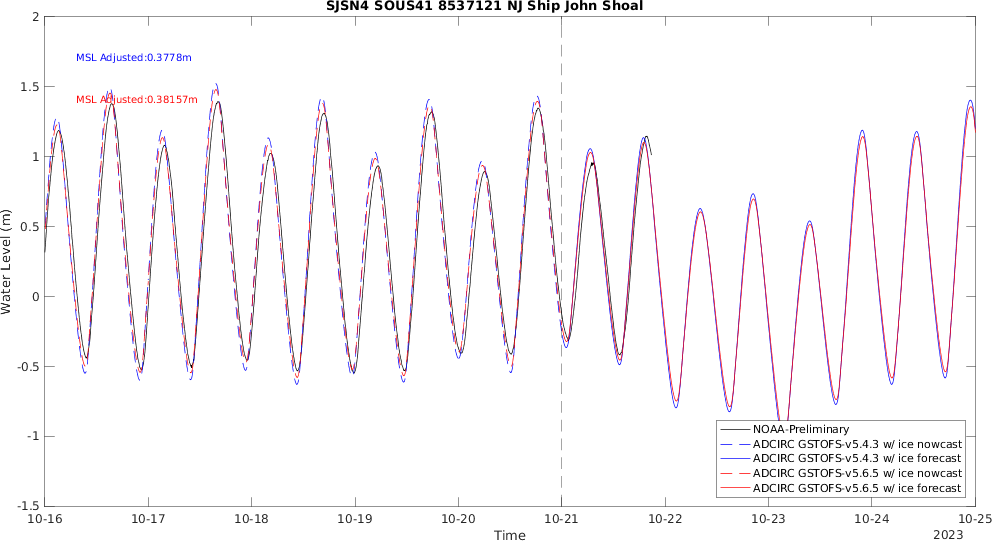 SJSN4 SOUS41 8537121 NJ Ship John Shoal
MSL Adjusted:0.3778m
MSL Adjusted:0.38157m
Water Level (m)
2
1.5
1
0.5
0
-0.5
-1
-1.5
NOAA-Preliminary
ADCIRC GSTOFS-v5.4.3 w/ ice nowcast
ADCIRC GSTOFS-v5.4.3 w/ ice forecast
ADCIRC GSTOFS-v5.6.5 w/ ice nowcast
ADCIRC GSTOFS-v5.6.5 w/ ice forecast
10-16 10-17 10-18 10-19 10-20 10-21 10-22 10-23 10-24 10-25
Time
2023